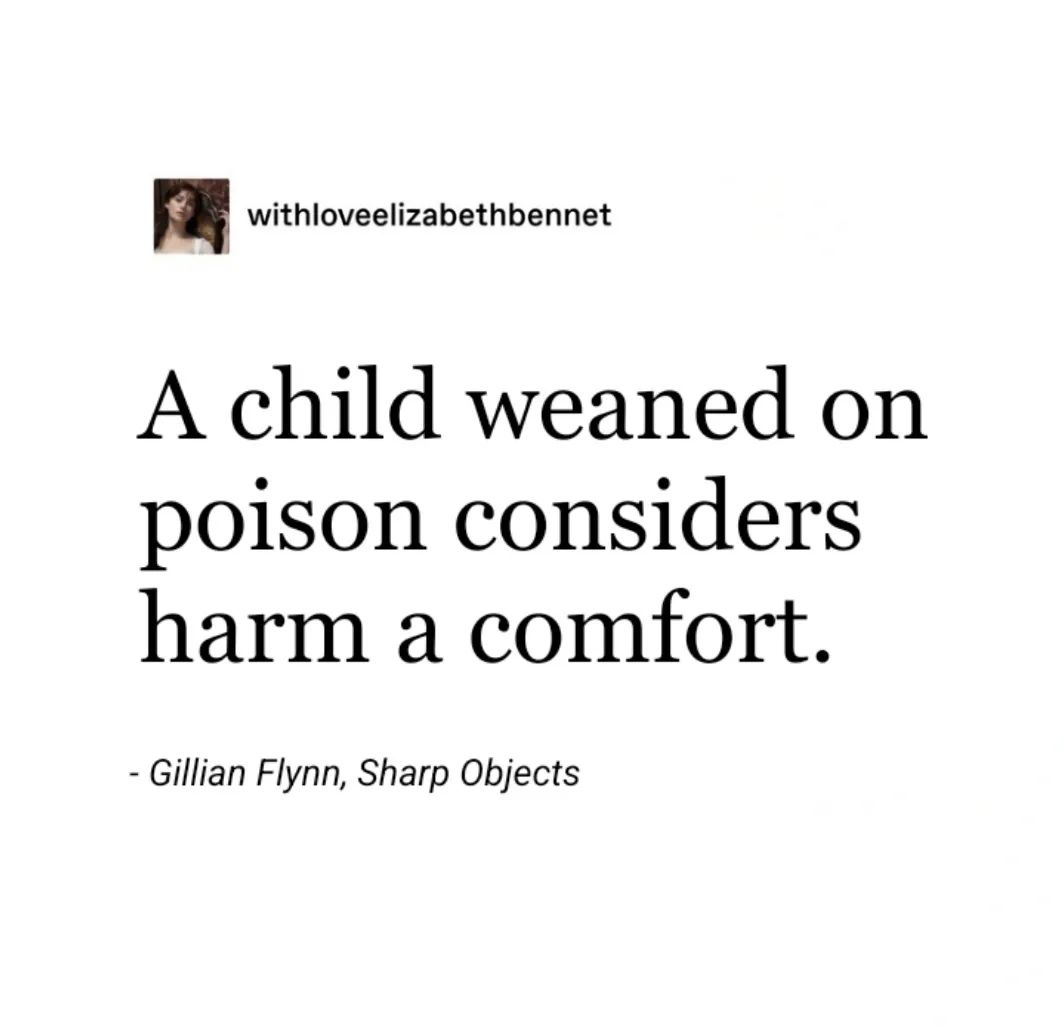 withloveelizabethbennet
A child weaned on
poison considers
harm a comfort.
- Gillian Flynn, Sharp Objects